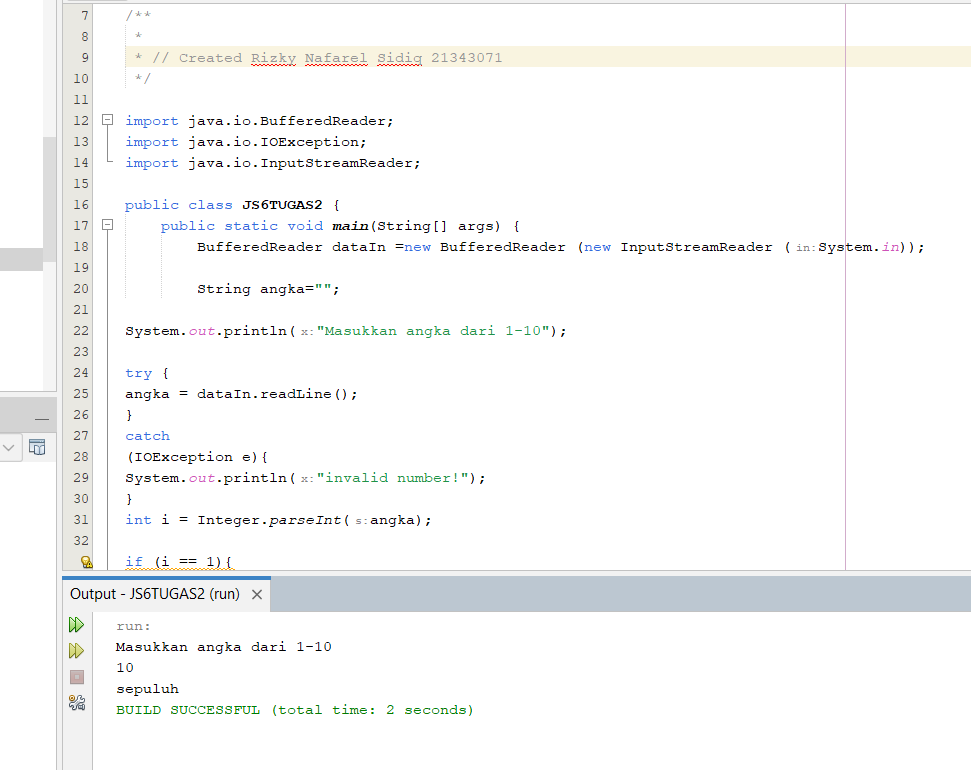 7 /**
8 *
9 * // Created Rizky Nafarel Sidiq 21343071
10 */
11
12 import java.io.BufferedReader;
13 import java.io.IOException;
14 import java.io.InputStreamReader;
15
16 public class JS6TUGAS2 {
17 public static void main(String[] args) {
18 BufferedReader dataIn =new BufferedReader (new InputStreamReader ( in:System.in));
19
20 String angka="";
21
22 System.out.println( x:"Masukkan angka dari 1-10");
23
24 try {
25 angka = dataIn.readLine();
26 }
27 catch
28 (IOException e){
29 System.out.println( x:"invalid number!");
30 }
31 int i = Integer.parseInt( s:angka);
32
if (i == 1){
Output - JS6TUGAS2 (run)
run:
Masukkan angka dari 1-10
10
sepuluh
BUILD SUCCESSFUL (total time: 2 seconds)